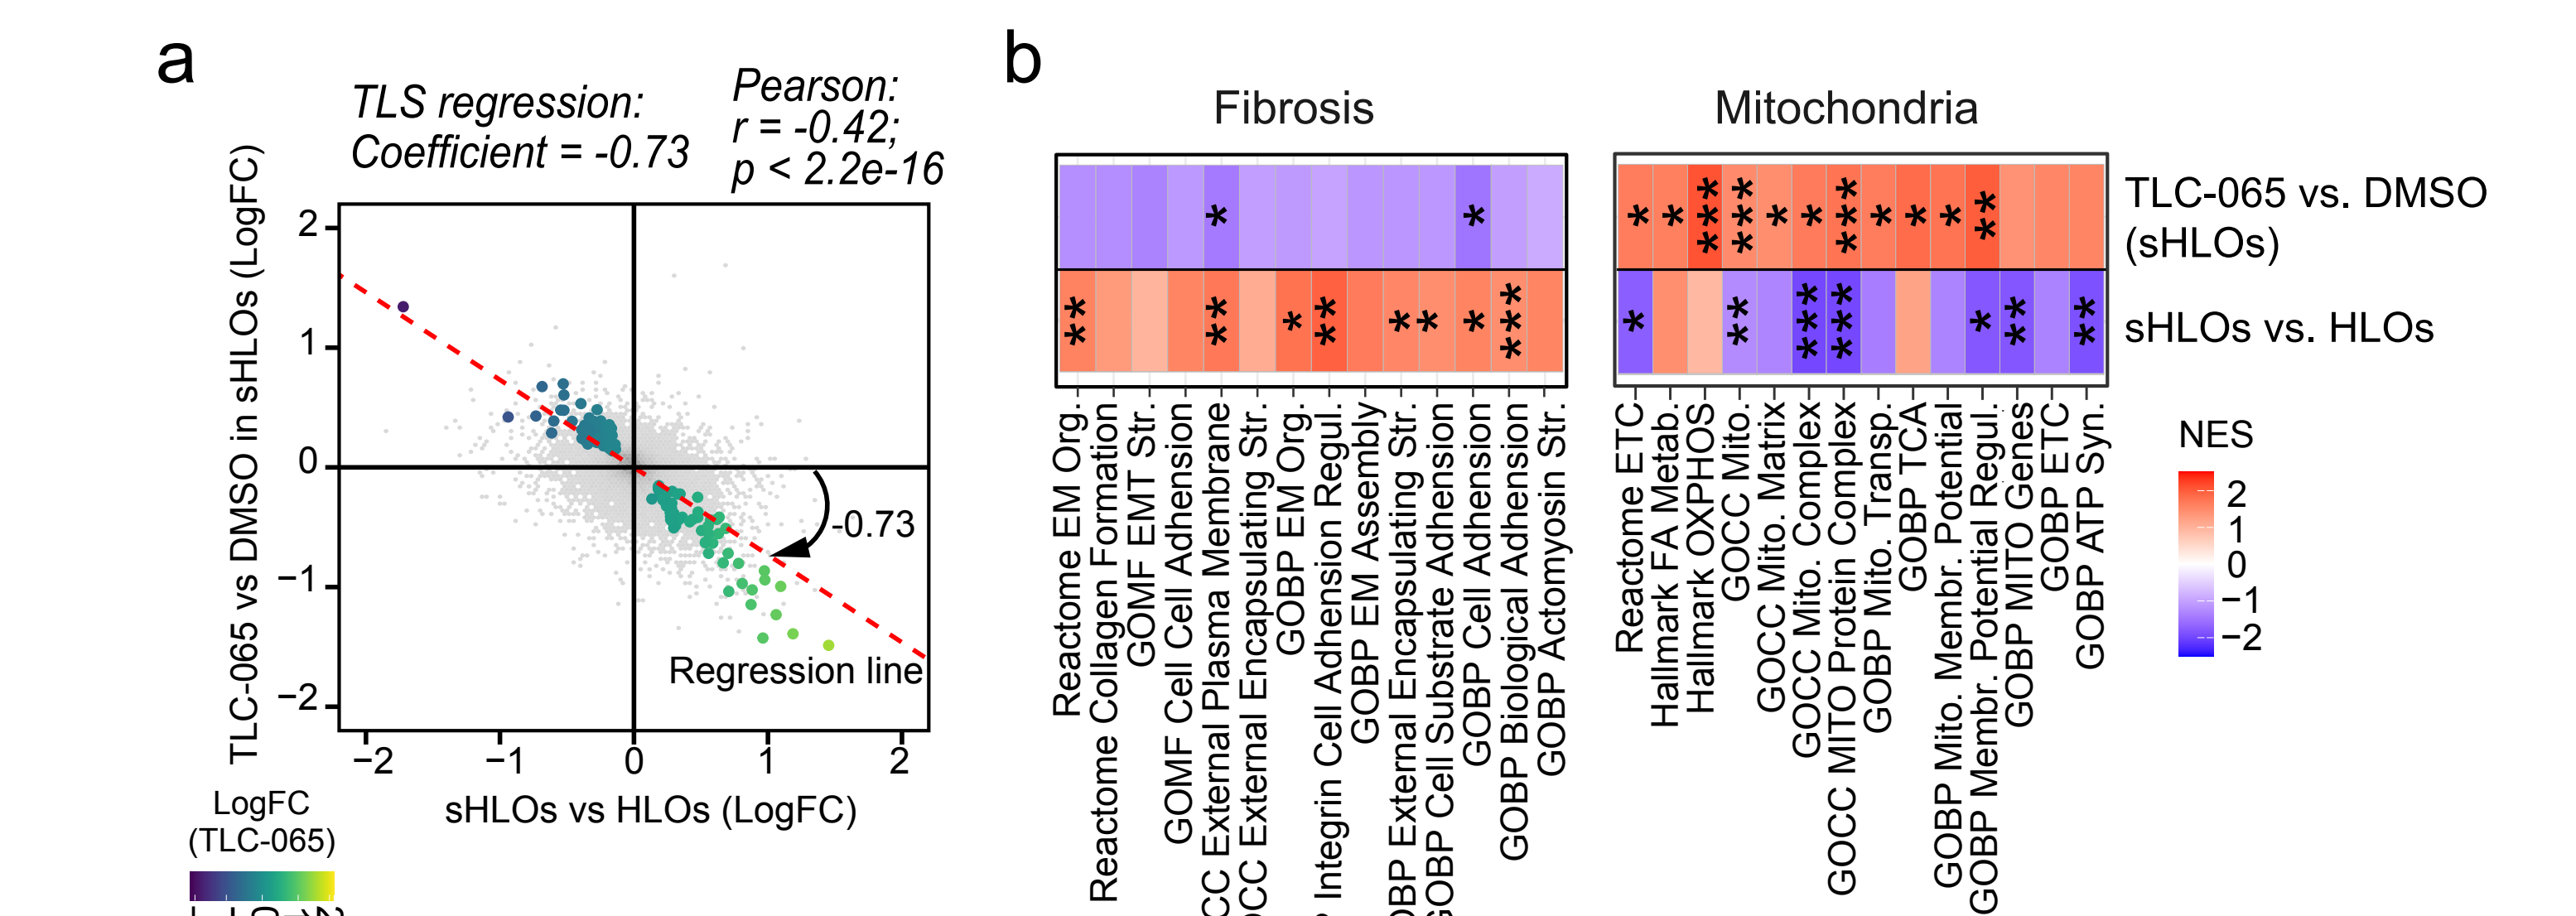 a
TLS regression:
Coefficient = -0.73
Pearson:
r = -0.42;
p < 2.2e-16
TLC-065 vs DMSO in sHLOs (LogFC)
2
1
0
−1
−2
-0.73
Regression line
−2
−1
0
1
2
sHLOs vs HLOs (LogFC)
LogFC
(TLC-065)
b
Fibrosis
Mitochondria
* *
** ** * ** * * * ***
* * *** *** * * *** * * * **
* ** *** *** * ** **
TLC-065 vs. DMSO
(sHLOs)
sHLOs vs. HLOs
Reactome EM Org.
Reactome Collagen Formation
GOMF EMT Str.
GOMF Cell Cell Adhension
CC External Plasma Membrane
CC External Encapsulating Str.
GOBP EM Org.
Integrin Cell Adhension Regul.
GOBP EM Assembly
OBP External Encapsulating Str.
GOBP Cell Substrate Adhension
GOBP Cell Adhension
GOBP Biological Adhension
GOBP Actomyosin Str.
Reactome ETC
Hallmark FA Metab.
Hallmark OXPHOS
GOCC Mito.
GOCC Mito. Matrix
GOCC Mito. Complex
GOCC MITO Protein Complex
GOBP Mito. Transp.
GOBP TCA
GOBP Mito. Membr. Potential
GOBP Membr. Potential Regul.
GOBP MITO Genes
GOBP ETC
GOBP ATP Syn.
NES
2
1
0
−1
−2